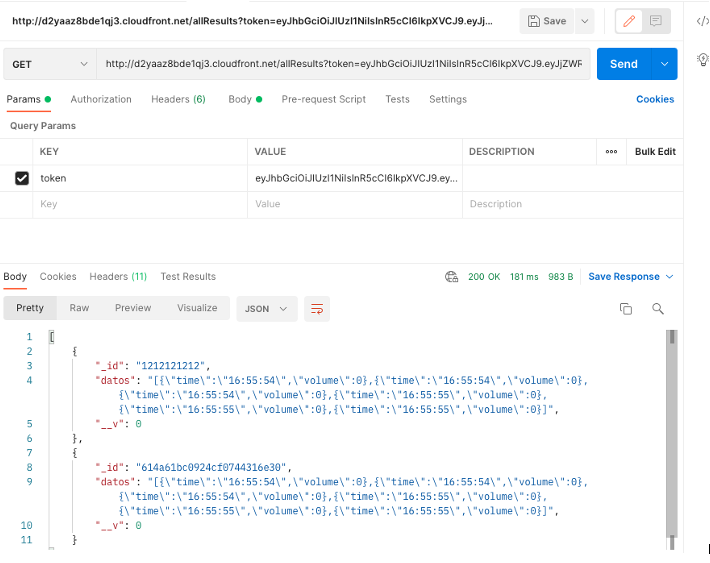 http://d2yaaz8bde1qj3.cloudfront.net/allResults?token=eyJhbGciOiJIUzI1NiIsInR5cCI6IkpXVCJ9.eyJj...
Save
GET
http://d2yaaz8bde1qj3.cloudfront.net/allResults?token=eyJhbGciOiJIUzI1NiIsInR5cCI6IkpXVCJ9.eyJjZWF
Send
Params Authorization Headers (6) Body Pre-request Script Tests Settings Cookies
Query Params
KEY VALUE DESCRIPTION ooo Bulk Edit
token eyJhbGciOiJIUzI1NiIsInR5cCI6IkpXVCJ9.ey...
Key Value Description
Body Cookies Headers (11) Test Results 200 OK 181 ms 983 B Save Response
Pretty Raw Preview Visualize JSON
1 [
2 {
3 "_id": "1212121212",
4 "datos": "[{\"time\":\"16:55:54\",\"volume\":0},{\"time\":\"16:55:54\",\"volume\":0},
{\"time\":\"16:55:54\",\"volume\":0},{\"time\":\"16:55:55\",\"volume\":0},
{\"time\":\"16:55:55\",\"volume\":0},{\"time\":\"16:55:55\",\"volume\":0}]",
5 "__v": 0
6 },
7 {
8 "_id": "614a61bc0924cf0744316e30",
9 "datos": "[{\"time\":\"16:55:54\",\"volume\":0},{\"time\":\"16:55:54\",\"volume\":0},
{\"time\":\"16:55:54\",\"volume\":0},{\"time\":\"16:55:55\",\"volume\":0},
{\"time\":\"16:55:55\",\"volume\":0},{\"time\":\"16:55:55\",\"volume\":0}]",
10 "__v": 0
11 }